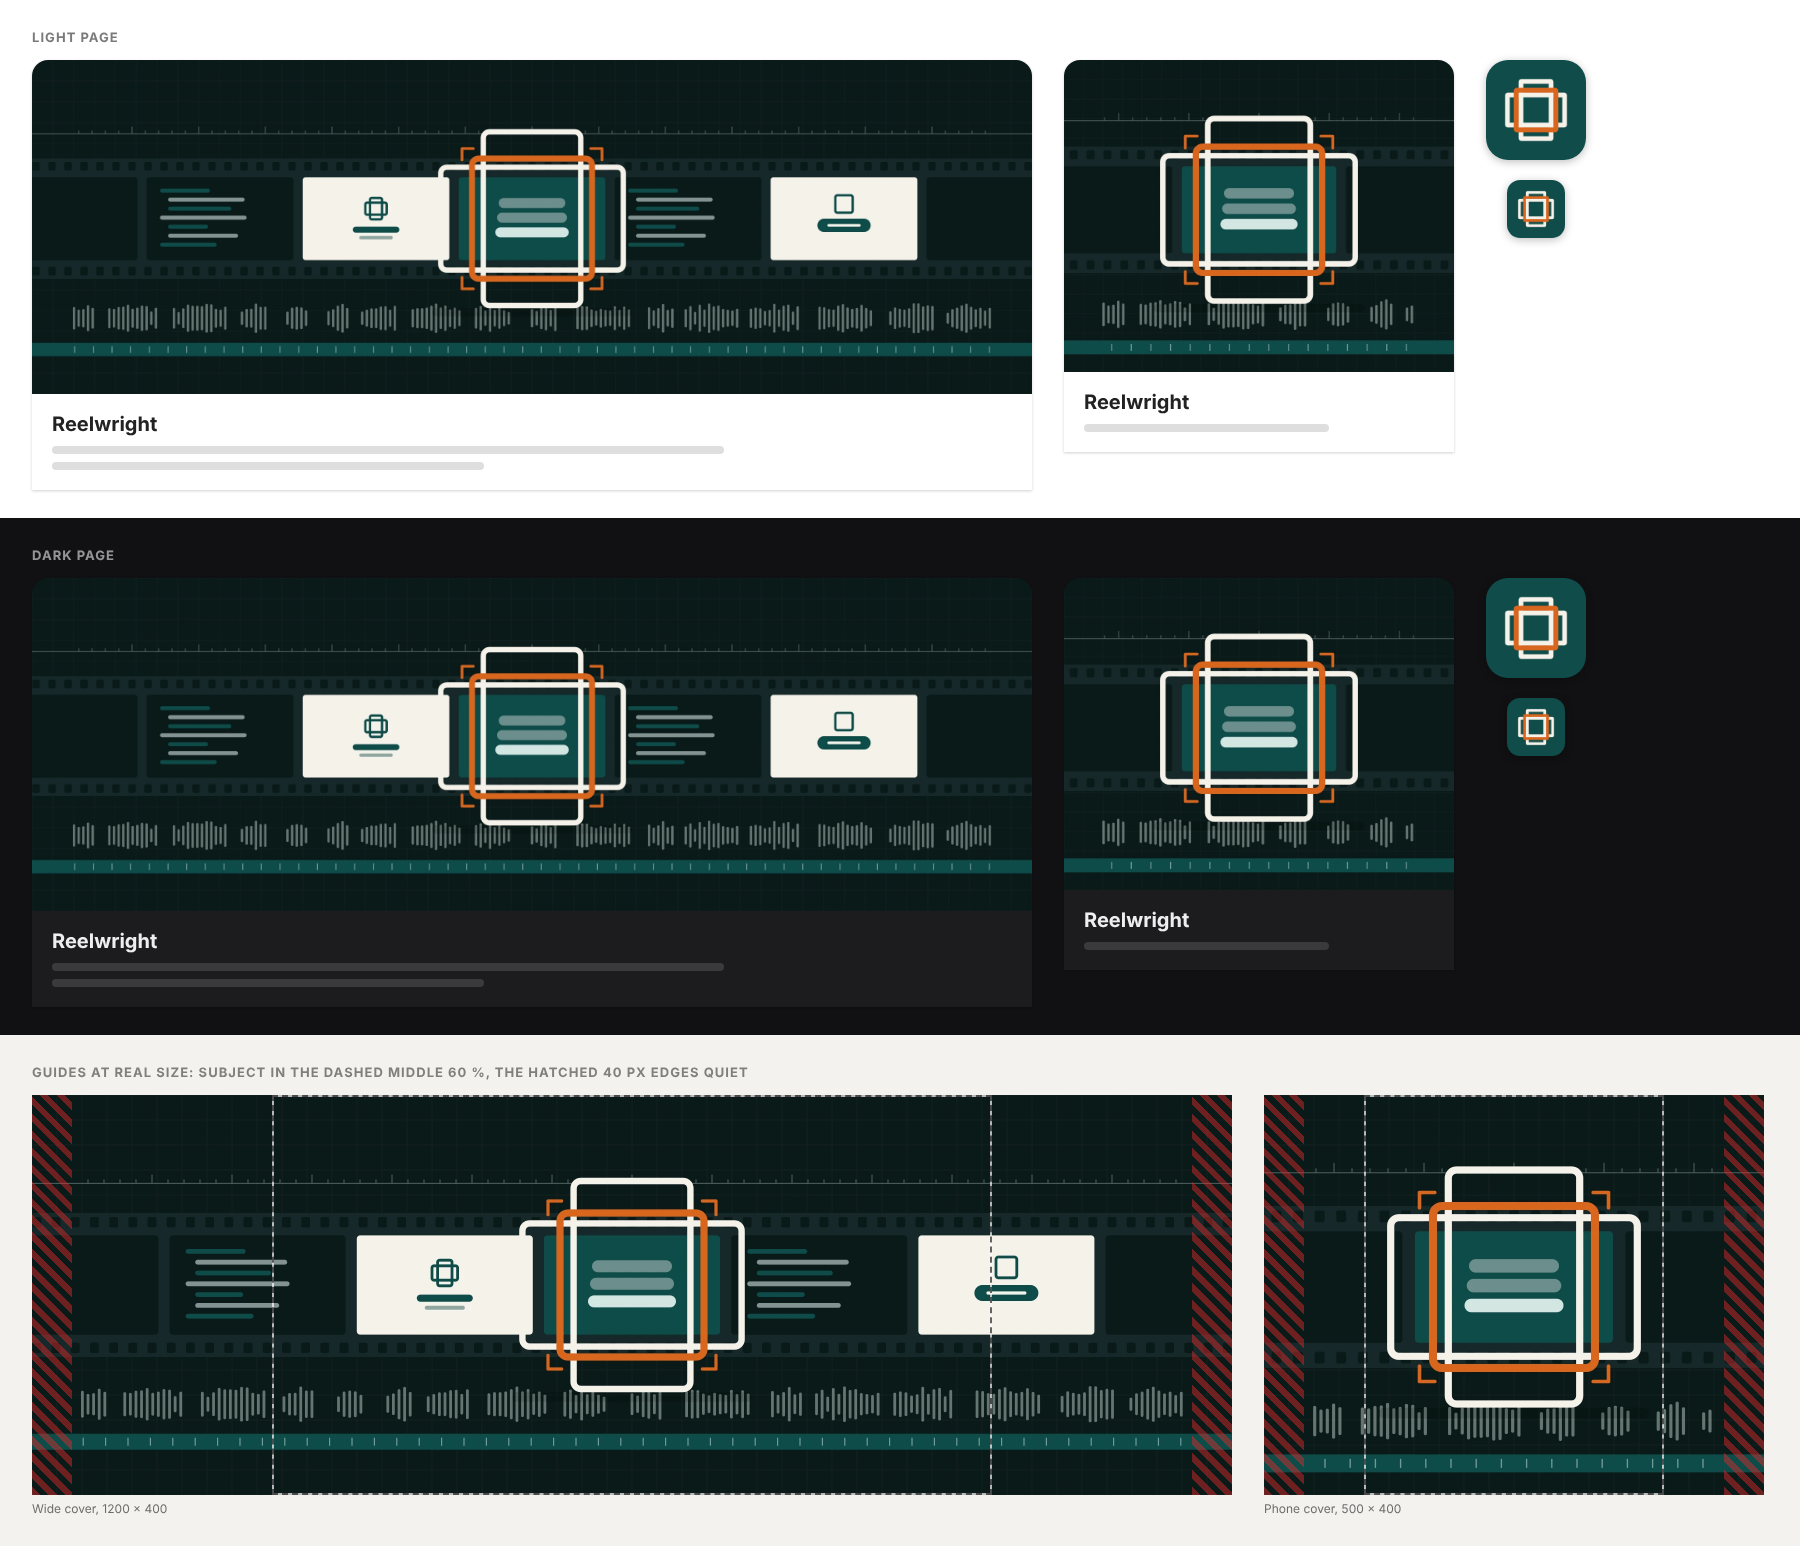 LIGHT PAGE
Reelwright
Reelwright
DARK PAGE
Reelwright
Reelwright
GUIDES AT REAL SIZE: SUBJECT IN THE DASHED MIDDLE 60 %, THE HATCHED 40 PX EDGES QUIET
Wide cover, 1200 × 400
Phone cover, 500 × 400